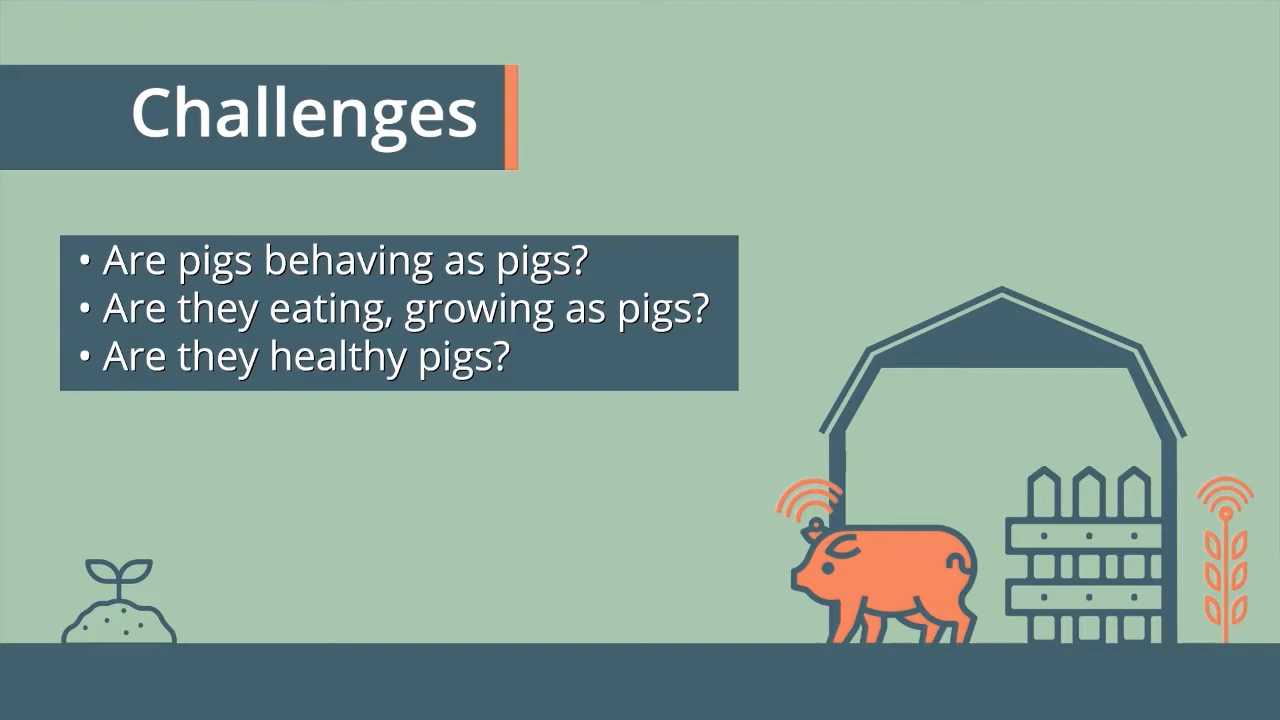 Challenges
• Are pigs behaving as pigs?
• Are they eating, growing as pigs?
• Are they healthy pigs?